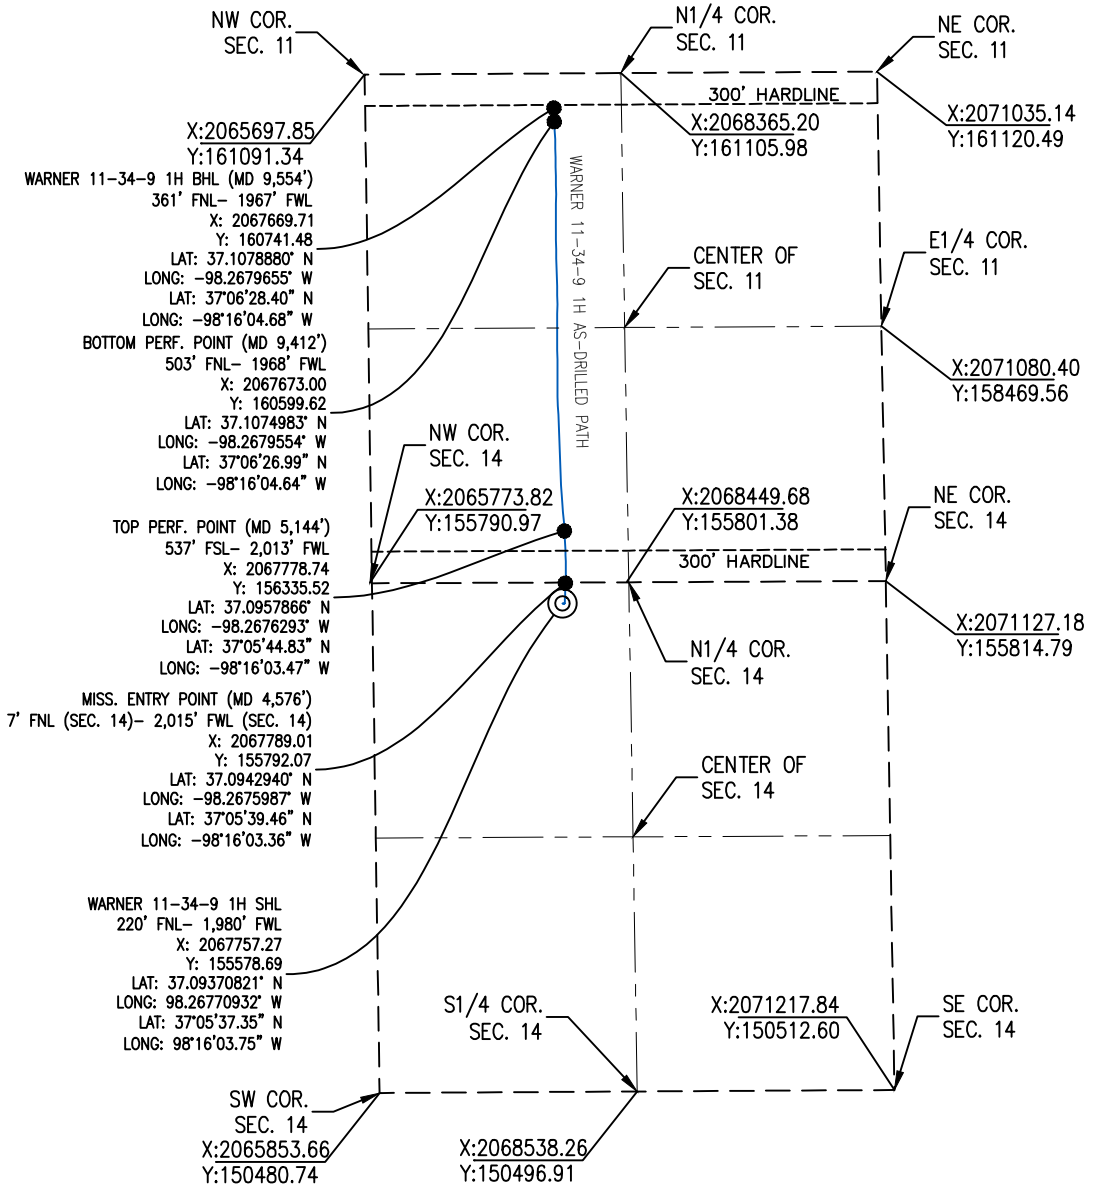 NW COR.
SEC. 11
N1/4 COR.
SEC. 11
NE COR.
SEC. 11
300' HARDLINE
X:2065697.85
Y:161091.34
X:2068365.20
Y:161105.98
X:2071035.14
Y:161120.49
WARNER 11-34-9 1H BHL (MD 9,554')
361' FNL- 1967' FWL
X: 2067669.71
Y: 160741.48
LAT: 37.1078880° N
LONG: -98.2679655° W
LAT: 37°06'28.40" N
LONG: -98°16'04.68" W
WARNER 11-34-9 1H AS-DRILLED PATH
CENTER OF
SEC. 11
E1/4 COR.
SEC. 11
X:2071080.40
Y:158469.56
BOTTOM PERF. POINT (MD 9,412')
503' FNL- 1968' FWL
X: 2067673.00
Y: 160599.62
LAT: 37.1074983° N
LONG: -98.2679554° W
LAT: 37°06'26.99" N
LONG: -98°16'04.64" W
NW COR.
SEC. 14
X:2065773.82
Y:155790.97
X:2068449.68
Y:155801.38
NE COR.
SEC. 14
300' HARDLINE
TOP PERF. POINT (MD 5,144')
537' FSL- 2,013' FWL
X: 2067778.74
Y: 156335.52
LAT: 37.0957866° N
LONG: -98.2676293° W
LAT: 37°05'44.83" N
LONG: -98°16'03.47" W
X:2071127.18
Y:155814.79
N1/4 COR.
SEC. 14
MISS. ENTRY POINT (MD 4,576')
7' FNL (SEC. 14)- 2,015' FWL (SEC. 14)
X: 2067789.01
Y: 155792.07
LAT: 37.0942940° N
LONG: -98.2675987° W
LAT: 37°05'39.46" N
LONG: -98°16'03.36" W
CENTER OF
SEC. 14
WARNER 11-34-9 1H SHL
220' FNL- 1,980' FWL
X: 2067757.27
Y: 155578.69
LAT: 37.09370821° N
LONG: 98.26770932° W
LAT: 37°05'37.35" N
LONG: 98°16'03.75" W
S1/4 COR.
SEC. 14
X:2071217.84
Y:150512.60
SE COR.
SEC. 14
SW COR.
SEC. 14
X:2065853.66
Y:150480.74
X:2068538.26
Y:150496.91